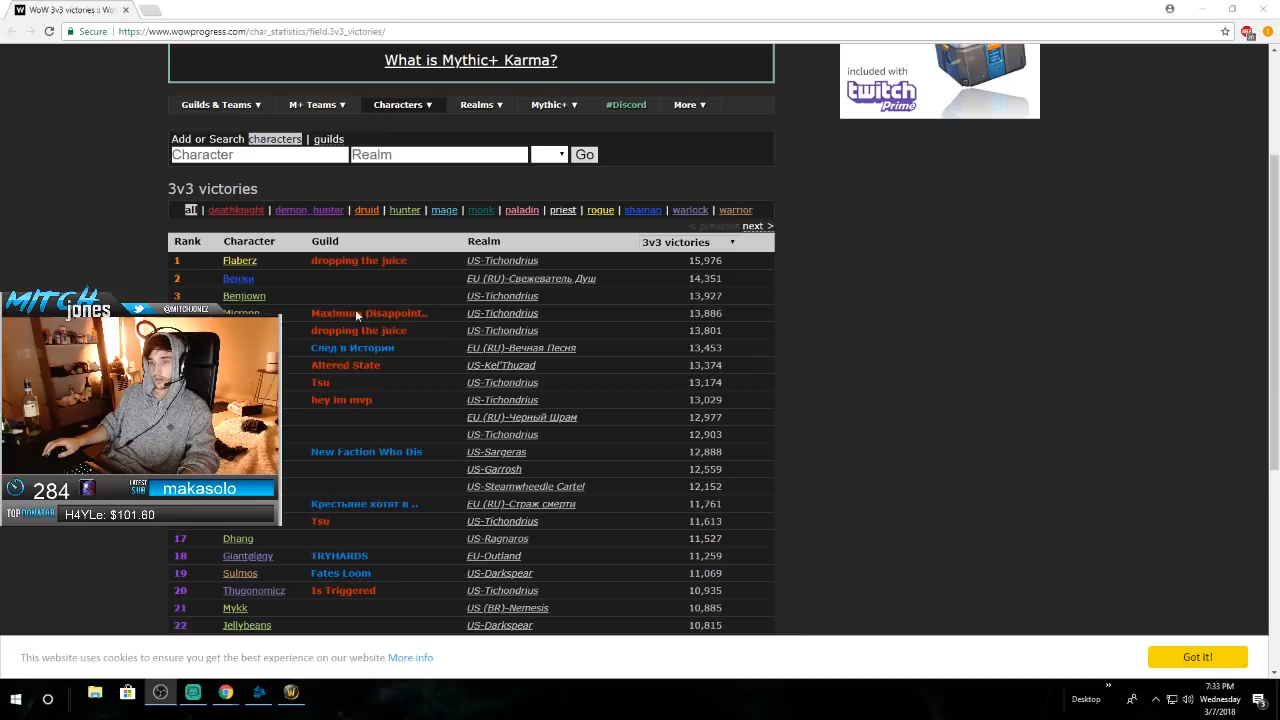 WoW 3v3 victories :: Wo
Secure | https://www.wowprogress.com/char_statistics/field.3v3_victories/
What is Mythic+ Karma?
included with
twitch
Prime
Guilds & Teams ▼ M+ Teams ▼ Characters ▼ Realms ▼ Mythic+ ▼ #Discord More ▼
Add or Search characters | guilds
Character Realm Go
3v3 victories
all | deathknight | demon_hunter | druid | hunter | mage | monk | paladin | priest | rogue | shaman | warlock | warrior
< previous next >
Rank Character Guild Realm 3v3 victories ▼
1 Flaberz dropping the juice US-Tichondrius 15,976
2 Венжи EU (RU)-Свежеватель Душ 14,351
3 Benjiown US-Tichondrius 13,927
Maximum Disappoint.. US-Tichondrius 13,886
dropping the juice US-Tichondrius 13,801
След в Истории EU (RU)-Вечная Песня 13,453
Altered State US-Kel'Thuzad 13,374
Tsu US-Tichondrius 13,174
hey im mvp US-Tichondrius 13,029
EU (RU)-Черный Шрам 12,977
US-Tichondrius 12,903
New Faction Who Dis US-Sargeras 12,888
US-Garrosh 12,559
US-Steamwheedle Cartel 12,152
Крестьяне хотят в .. EU (RU)-Страж смерти 11,761
Tsu US-Tichondrius 11,613
17 Dhang US-Ragnaros 11,527
18 Giantøløgy TRYHARDS EU-Outland 11,259
19 Sulmos Fates Loom US-Darkspear 11,069
20 Thugonomicz Is Triggered US-Tichondrius 10,935
21 Mykk US (BR)-Nemesis 10,885
22 Jellybeans US-Darkspear 10,815
MITCH
jones
@MITCHJONEZ
284 LATEST SUB makasolo
TOP DONATOR H4YLe: $101.60
This website uses cookies to ensure you get the best experience on our website More info
Got it!
Desktop
7:33 PM
Wednesday
3/7/2018